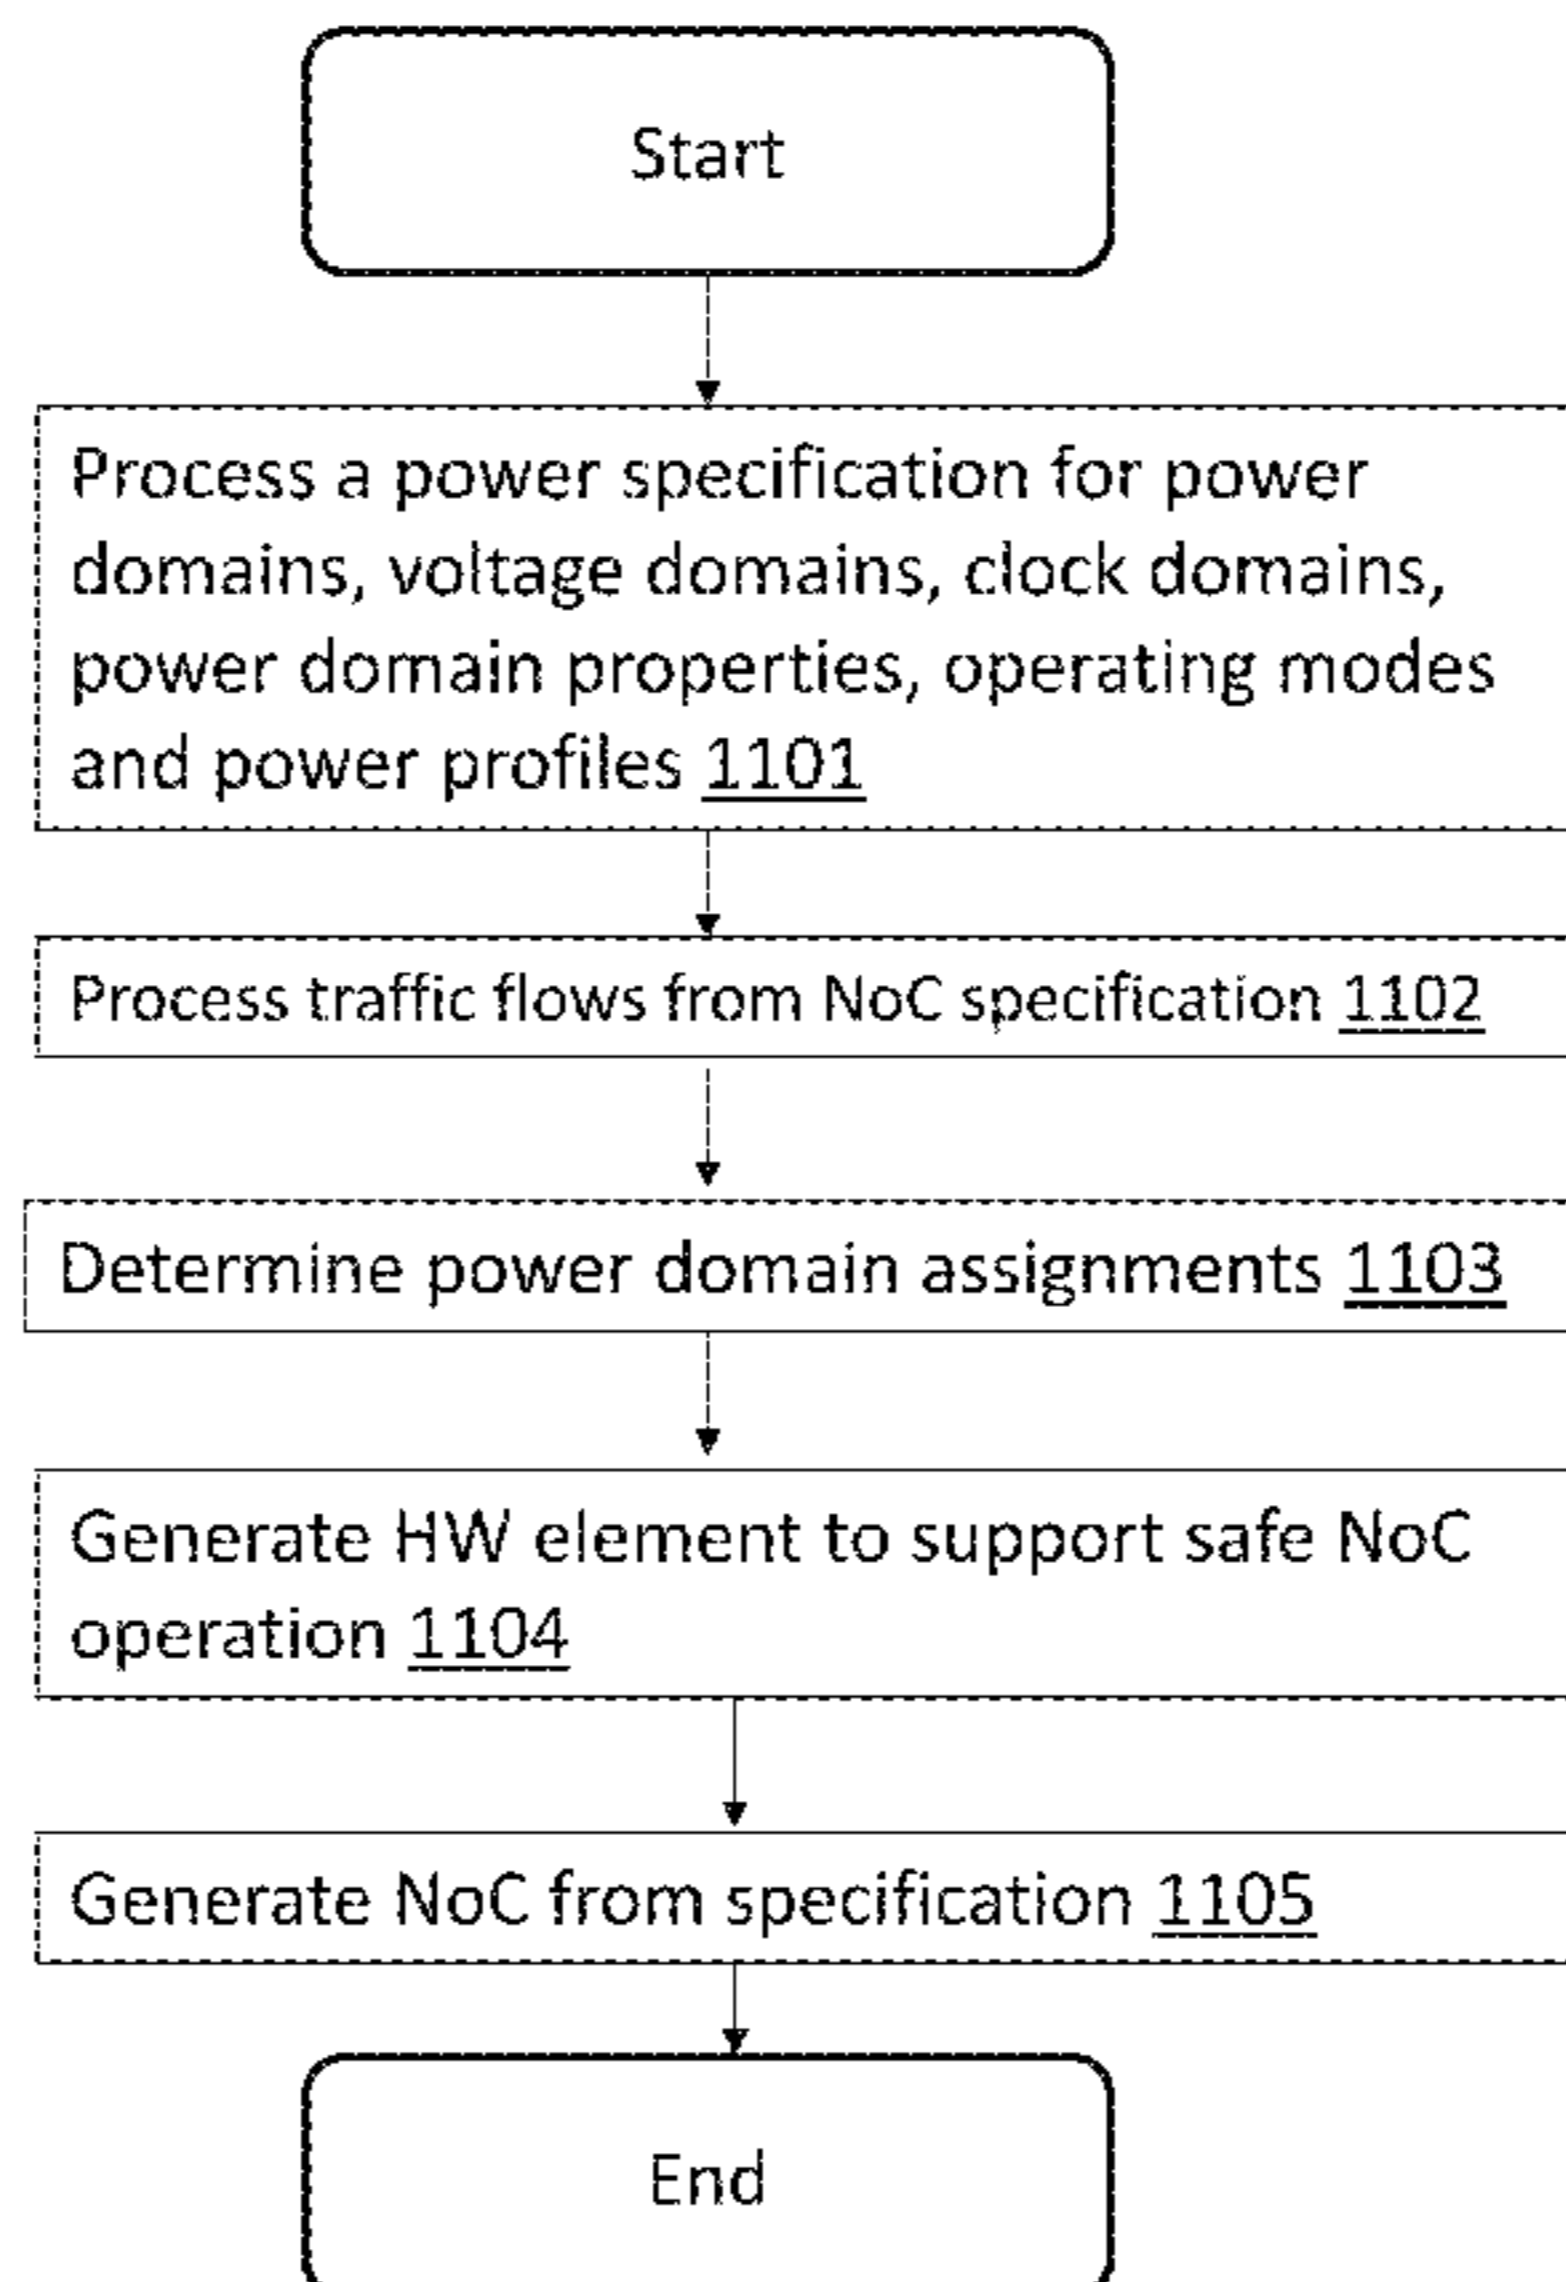 Start
Process a power specification for power
domains, voltage domains, clock domains,
power domain properties, operating modes
and power profiles 1101
Process traffic flows from NoC specification 1102
Determine power domain assignments 1103
Generate HW element to support safe NoC
operation 1104
Generate NoC from specification 1105
End